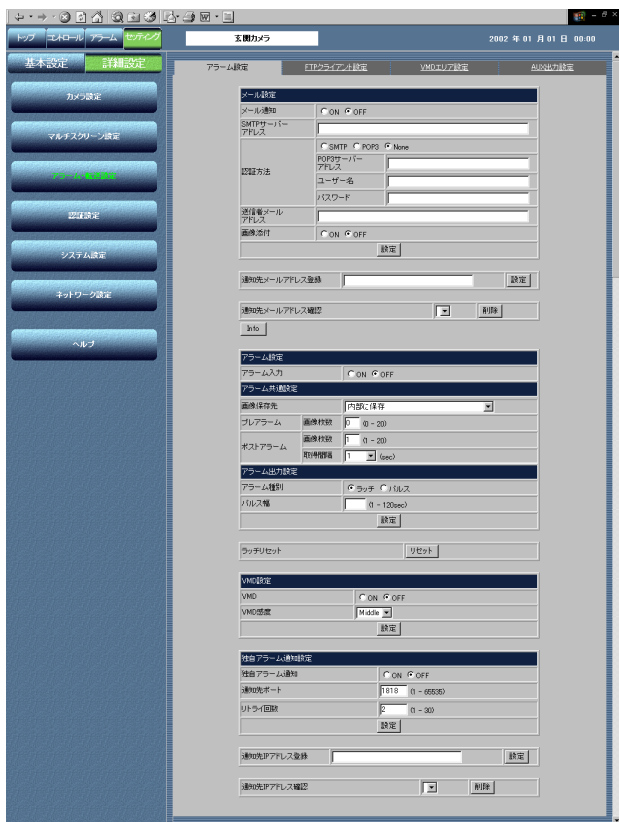 トップ コントロール アラーム セッティング 玄関カメラ 2002 年 01 月 01 日 00:00
基本設定 詳細設定
カメラ設定
マルチスクリーン設定
認証設定
システム設定
ネットワーク設定
ヘルプ
アラーム設定 FTPクライアント設定 VMDエリア設定 AUX出力設定
メール設定
メール通知 ON OFF
SMTPサーバー
アドレス
SMTP POP3 None
認証方法
POP3サーバー
アドレス
ユーザー名
パスワード
送信者メール
アドレス
画像添付 ON OFF
設定
通知先メールアドレス登録 設定
通知先メールアドレス確認 削除
Info
アラーム設定
アラーム入力 ON OFF
アラーム共通設定
画像保存先 内部に保存
プレアラーム 画像枚数 0 (0 - 20)
ポストアラーム 画像枚数 1 (1 - 20)
取得間隔 1 (sec)
アラーム出力設定
アラーム種別 ラッチ パルス
パルス幅 (1 - 120sec)
設定
ラッチリセット リセット
VMD設定
VMD ON OFF
VMD感度 Middle
設定
独自アラーム通知設定
独自アラーム通知 ON OFF
通知先ポート 1818 (1 - 65535)
リトライ回数 2 (1 - 30)
設定
通知先IPアドレス登録 設定
通知先IPアドレス確認 削除